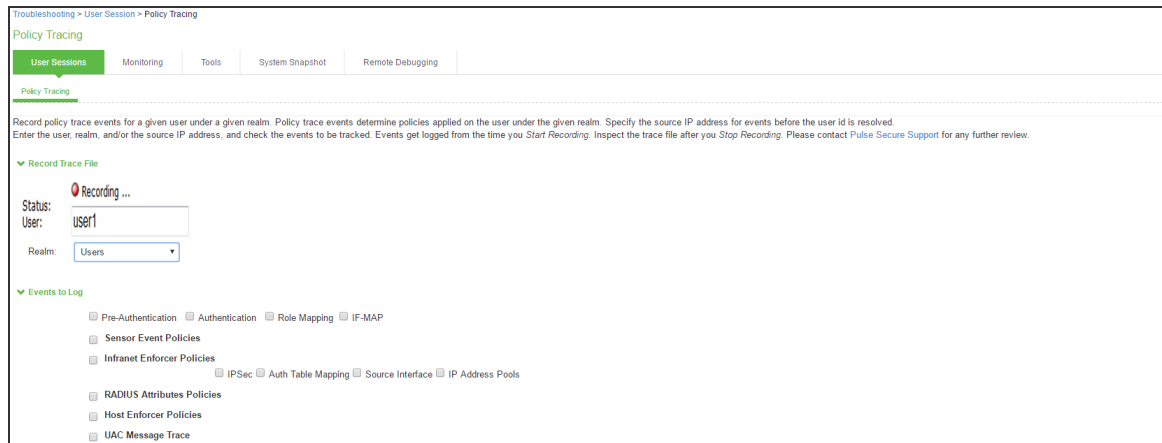 Troubleshooting > User Session > Policy Tracing
Policy Tracing
User Sessions Monitoring Tools System Snapshot Remote Debugging
Policy Tracing
Record policy trace events for a given user under a given realm. Policy trace events determine policies applied on the user under the given realm. Specify the source IP address for events before the user id is resolved.
Enter the user, realm, and/or the source IP address, and check the events to be tracked. Events get logged from the time you Start Recording. Inspect the trace file after you Stop Recording. Please contact Pulse Secure Support for any further review.
Record Trace File
Status: Recording ...
User: user1
Realm: Users
Events to Log
Pre-Authentication Authentication Role Mapping IF-MAP
Sensor Event Policies
Infranet Enforcer Policies
IPSec Auth Table Mapping Source Interface IP Address Pools
RADIUS Attributes Policies
Host Enforcer Policies
UAC Message Trace